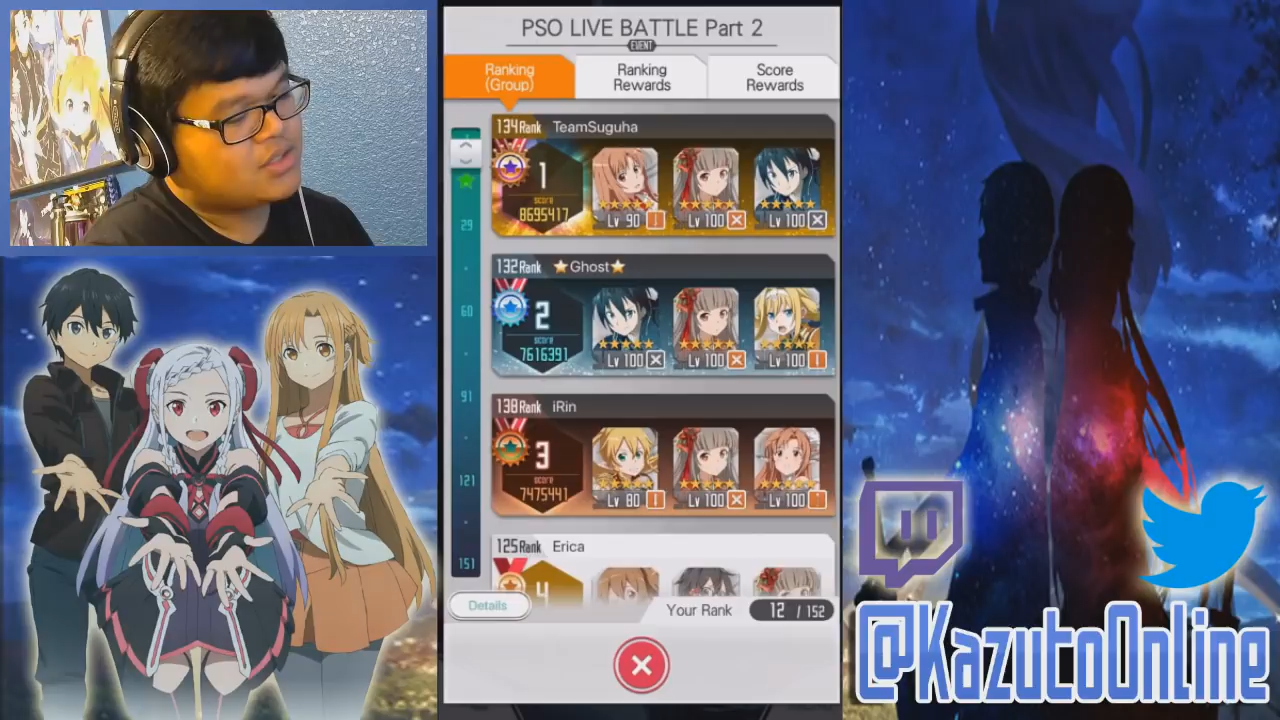 PSO LIVE BATTLE Part 2
EVENT
Ranking (Group)
Ranking Rewards
Score Rewards
134Rank TeamSuguha
1
score
8695417
Lv 90
Lv 100
Lv 100
29
132Rank ⭐Ghost⭐
2
score
7616391
Lv 100
Lv 100
Lv 100
60
91
138Rank iRin
3
score
7475441
Lv 80
Lv 100
Lv 100
121
125Rank Erica
4
151
Details
Your Rank 12 / 152
@KazutoOnline